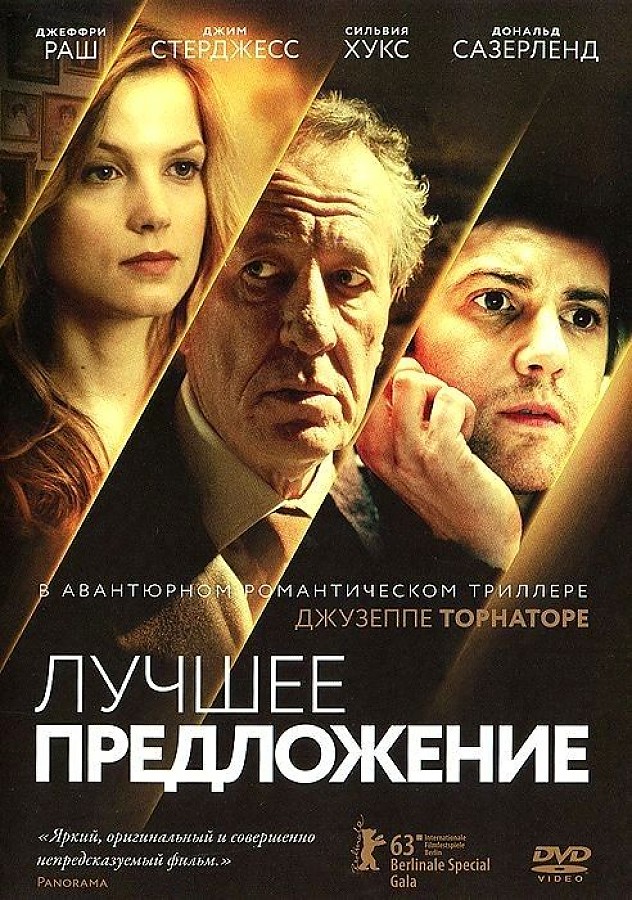 ДЖЕФФРИ
РАШ
ДЖИМ
СТЕРДЖЕСС
СИЛЬВИЯ
ХУКС
ДОНАЛЬД
САЗЕРЛЕНД
В АВАНТЮРНОМ РОМАНТИЧЕСКОМ ТРИЛЛЕРЕ
ДЖУЗЕППЕ ТОРНАТОРЕ
ЛУЧШЕЕ
ПРЕДЛОЖЕНИЕ
«Яркий, оригинальный и совершенно
непредсказуемый фильм.»
PANORAMA
63 Internationale
Filmfestspiele
Berlin
Berlinale Special
Gala
DVD
VIDEO